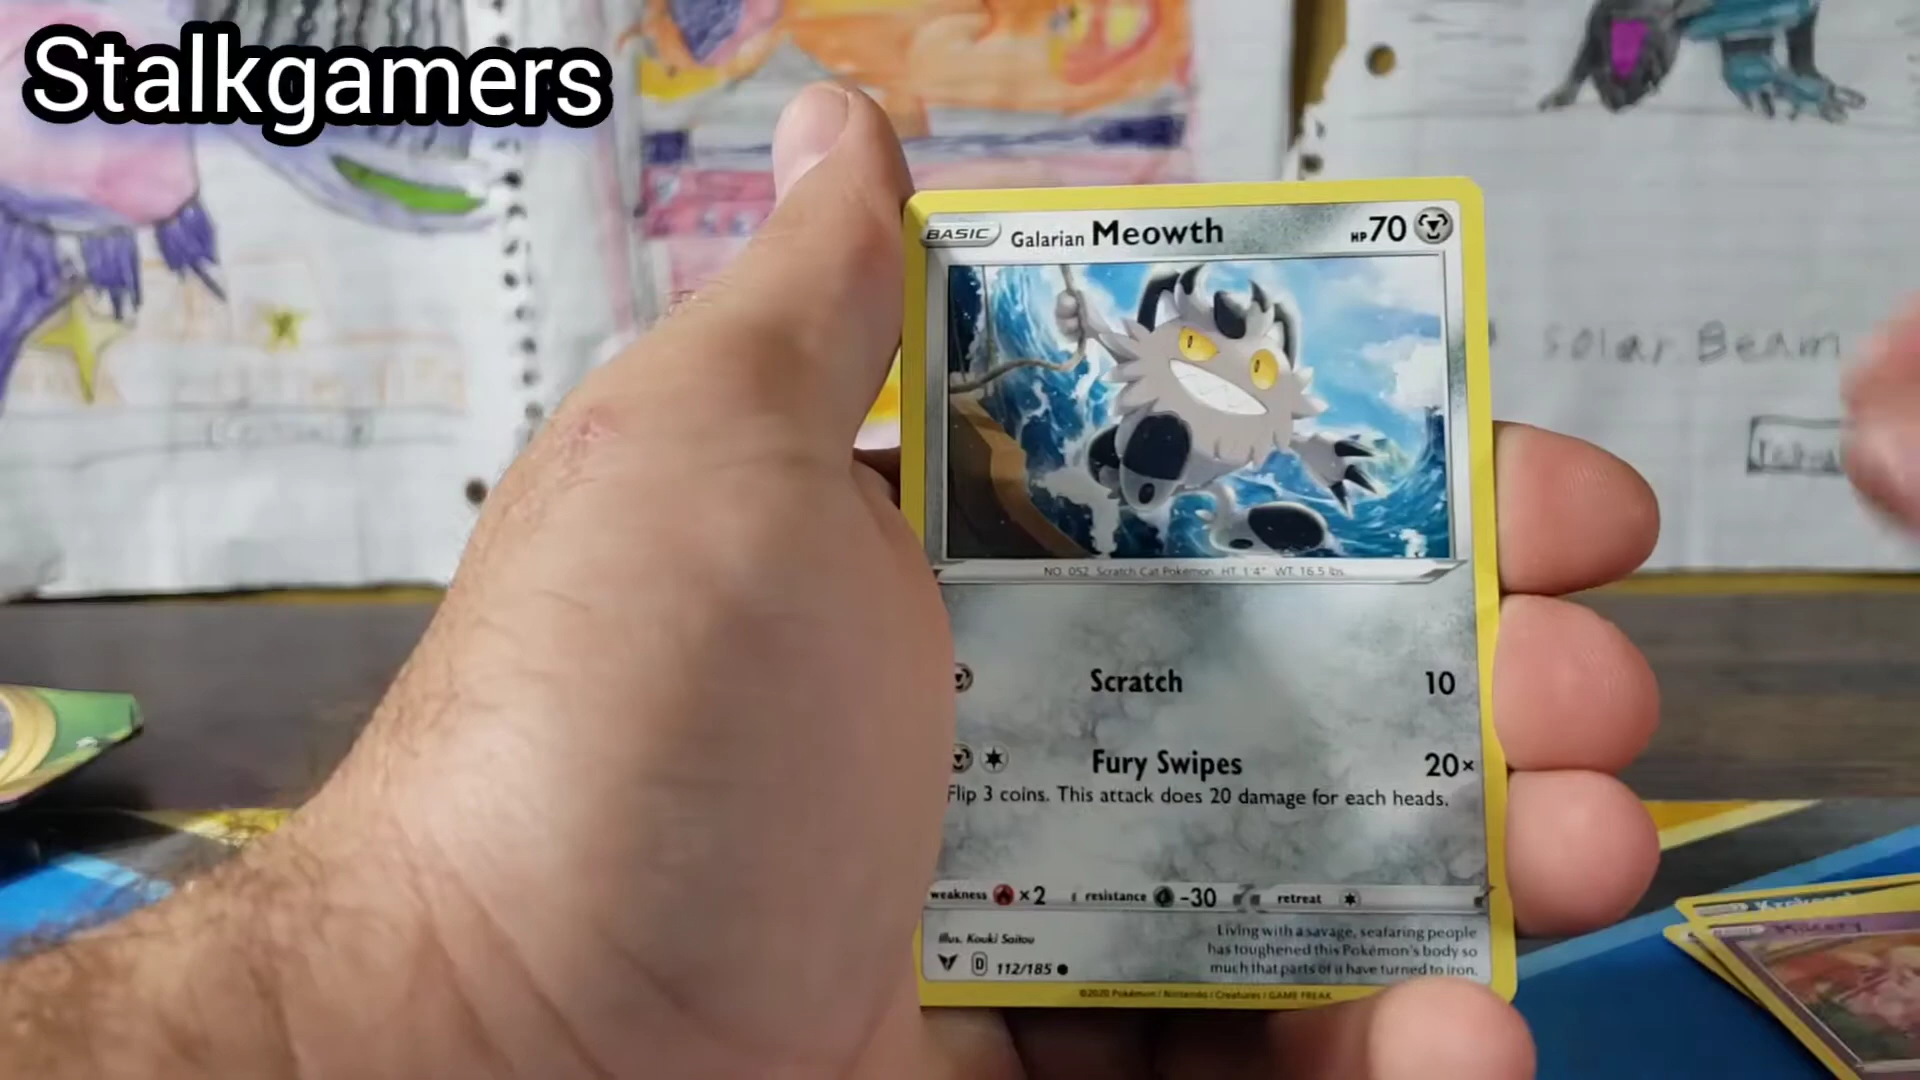 Stalkgamers
BASIC Galarian Meowth HP 70
NO. 052 Scratch Cat Pokémon HT 1'4" WT 16.5 lbs.
Scratch 10
Fury Swipes 20×
Flip 3 coins. This attack does 20 damage for each heads.
weakness ×2 resistance -30 retreat
Illus. Kouki Saitou
Living with a savage, seafaring people
has toughened this Pokémon's body so
much that parts of it have turned to iron.
D 112/185
©2020 Pokémon / Nintendo / Creatures / GAME FREAK
Solar Beam